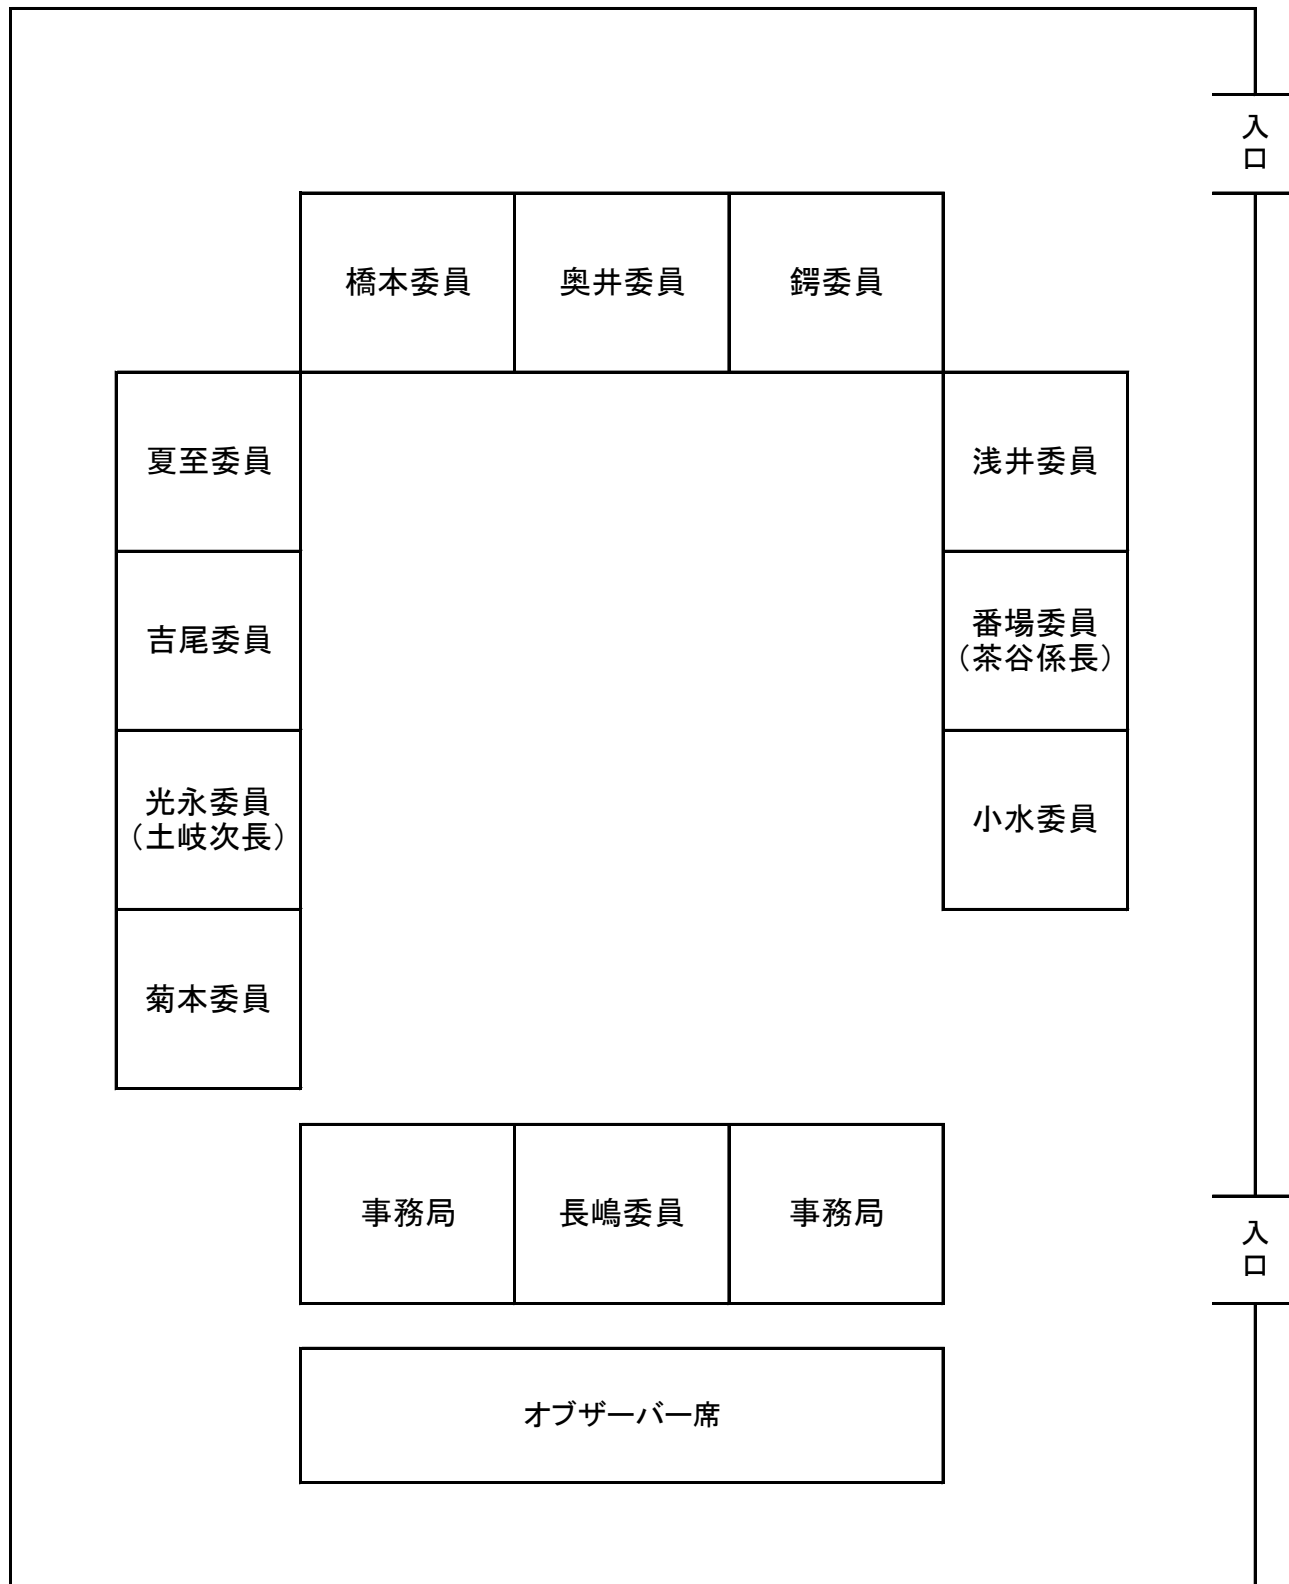 入
口
橋本委員
奥井委員
鍔委員
夏至委員
浅井委員
吉尾委員
番場委員
（茶谷係長）
光永委員
（土岐次長）
小水委員
菊本委員
事務局
長嶋委員
事務局
入
口
オブザーバー席